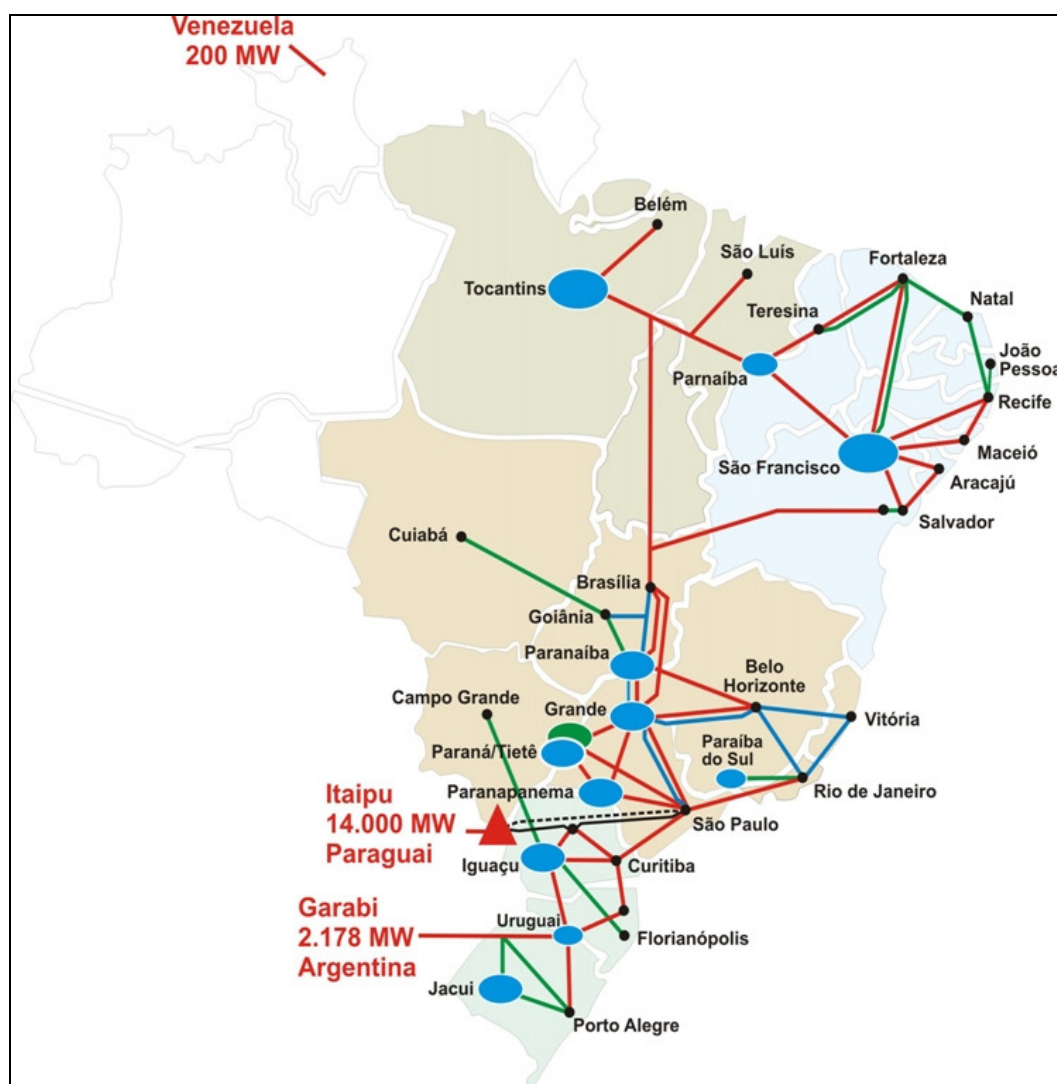 Venezuela
200 MW
Belém
São Luís
Fortaleza
Tocantins
Teresina
Natal
João
Pessoa
Parnaíba
Recife
São Francisco
Maceió
Aracajú
Salvador
Cuiabá
Brasília
Goiânia
Paranaíba
Belo
Horizonte
Campo Grande
Grande
Vitória
Paraná/Tietê
Paraíba
do Sul
Paranapanema
Rio de Janeiro
Itaipu
14.000 MW
Paraguai
São Paulo
Iguaçu
Curitiba
Garabi
2.178 MW
Argentina
Uruguai
Florianópolis
Jacui
Porto Alegre